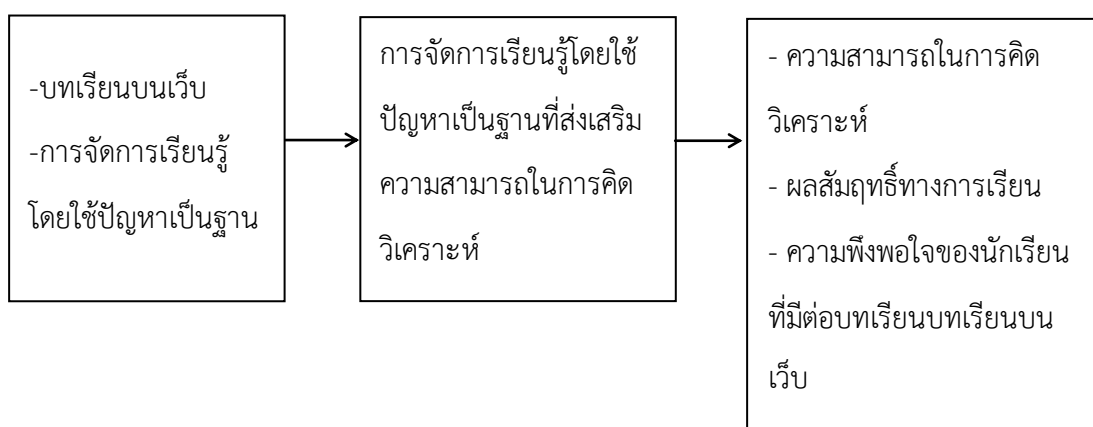 -บทเรียนบนเว็บ
-การจัดการเรียนรู้
โดยใช้ปัญหาเป็นฐาน
การจัดการเรียนรู้โดยใช้
ปัญหาเป็นฐานที่ส่งเสริม
ความสามารถในการคิด
วิเคราะห์
- ความสามารถในการคิด
วิเคราะห์
- ผลสัมฤทธิ์ทางการเรียน
- ความพึงพอใจของนักเรียน
ที่มีต่อบทเรียนบทเรียนบน
เว็บ